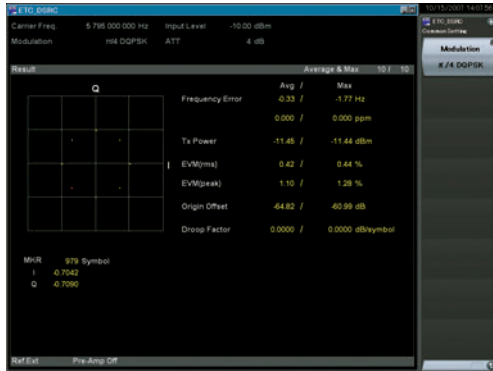 ETC_DSRC
10/15/2001 14:01:56
Carrier Freq. 5 795 000 000 Hz Input Level -10.00 dBm
Modulation π/4 DQPSK ATT 4 dB
ETC_DSRC
Common Setting
Modulation
π/4 DQPSK
Result Average & Max 10 / 10
Q
I
Avg / Max
Frequency Error -0.33 / -1.77 Hz
0.000 / 0.000 ppm
Tx Power -11.45 / -11.44 dBm
EVM(rms) 0.42 / 0.44 %
EVM(peak) 1.10 / 1.28 %
Origin Offset -64.82 / -60.99 dB
Droop Factor 0.0000 / 0.0000 dB/symbol
MKR 979 Symbol
I -0.7042
Q -0.7090
Ref.Ext Pre-Amp Off